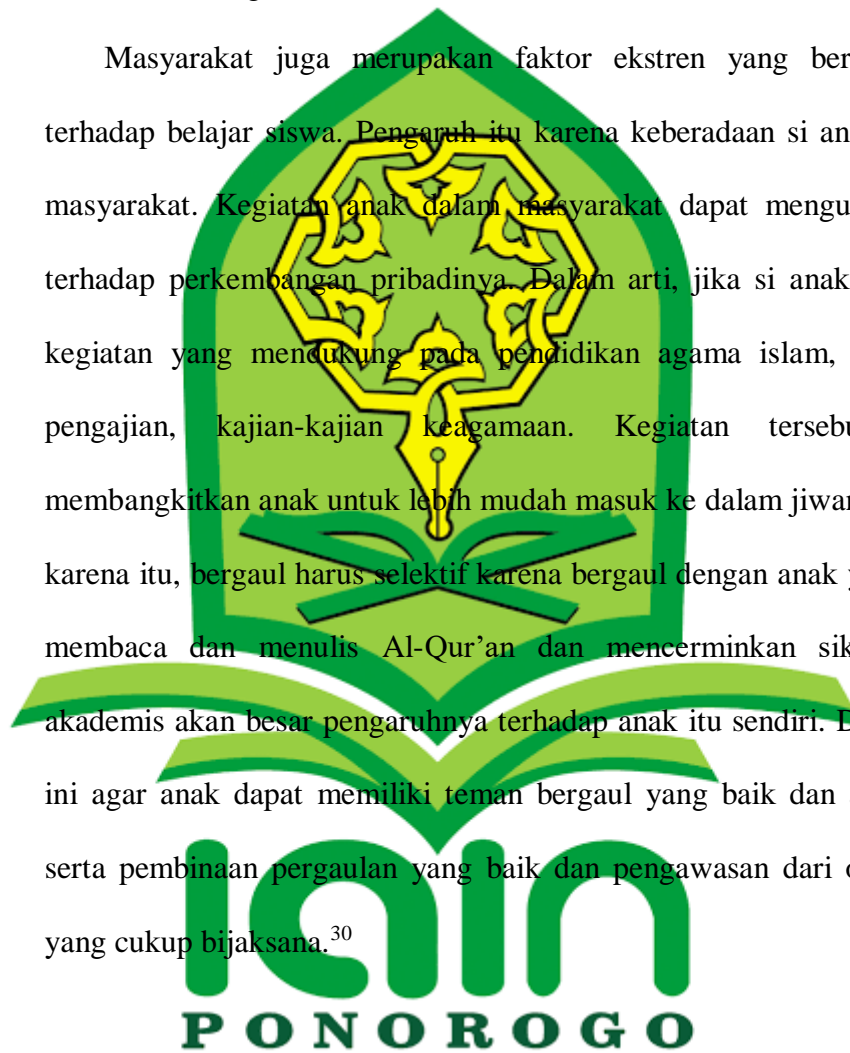 Masyarakat juga merupakan faktor ekstren yang ber
terhadap belajar siswa. Pengaruh itu karena keberadaan si an
masyarakat. Kegiatan anak dalam masyarakat dapat mengu
terhadap perkembangan pribadinya. Dalam arti, jika si anak
kegiatan yang mendukung pada pendidikan agama islam,
pengajian, kajian-kajian keagamaan. Kegiatan tersebu
membangkitkan anak untuk lebih mudah masuk ke dalam jiwa
karena itu, bergaul harus selektif karena bergaul dengan anak y
membaca dan menulis Al-Qur’an dan mencerminkan sik
akademis akan besar pengaruhnya terhadap anak itu sendiri. D
ini agar anak dapat memiliki teman bergaul yang baik dan
serta pembinaan pergaulan yang baik dan pengawasan dari o
yang cukup bijaksana.30
iain
PONOROGO